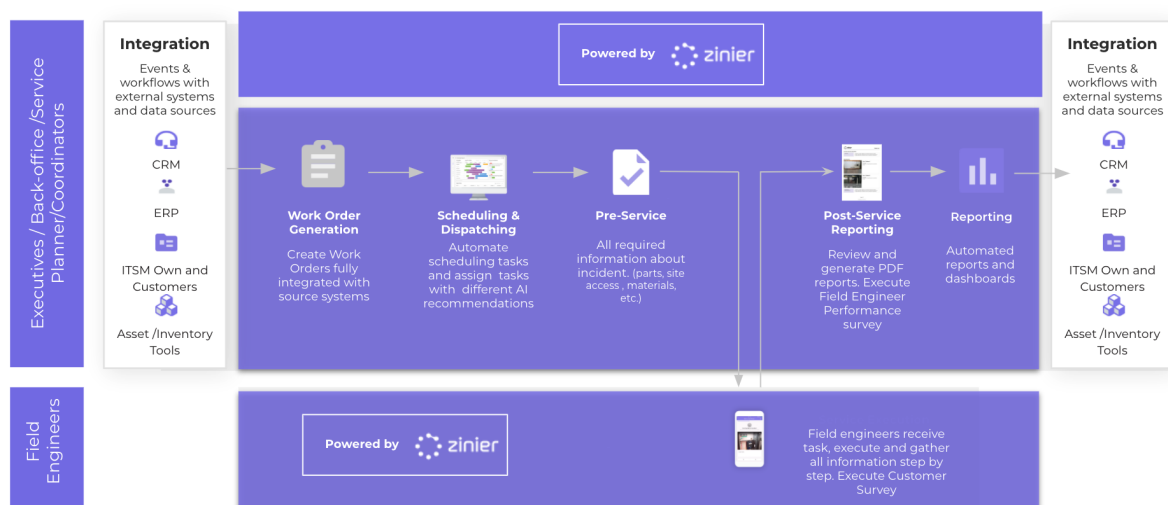 Executives / Back-office /Service
Planner/Coordinators
Integration
Events &
workflows with
external systems
and data sources
CRM
ERP
ITSM Own and
Customers
Asset /Inventory
Tools
Powered by zinier
Work Order
Generation
Create Work
Orders fully
integrated with
source systems
Scheduling &
Dispatching
Automate
scheduling tasks
and assign tasks
with different AI
recommendations
Pre-Service
All required
information about
incident. (parts, site
access , materials,
etc.)
Post-Service
Reporting
Review and
generate PDF
reports. Execute
Field Engineer
Performance
survey
Reporting
Automated
reports and
dashboards
Integration
Events &
workflows with
external systems
and data sources
CRM
ERP
ITSM Own and
Customers
Asset /Inventory
Tools
Field
Engineers
Powered by zinier
Field engineers receive
task, execute and gather
all information step by
step. Execute Customer
Survey